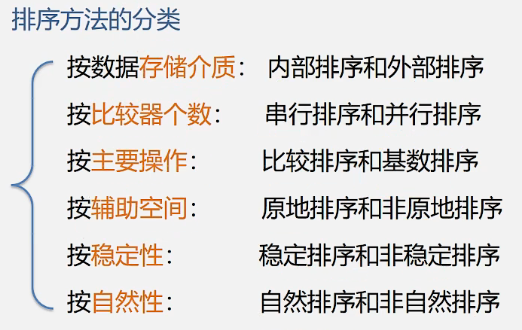 排序方法的分类
按数据存储介质： 内部排序和外部排序
按比较器个数： 串行排序和并行排序
按主要操作： 比较排序和基数排序
按辅助空间： 原地排序和非原地排序
按稳定性： 稳定排序和非稳定排序
按自然性： 自然排序和非自然排序